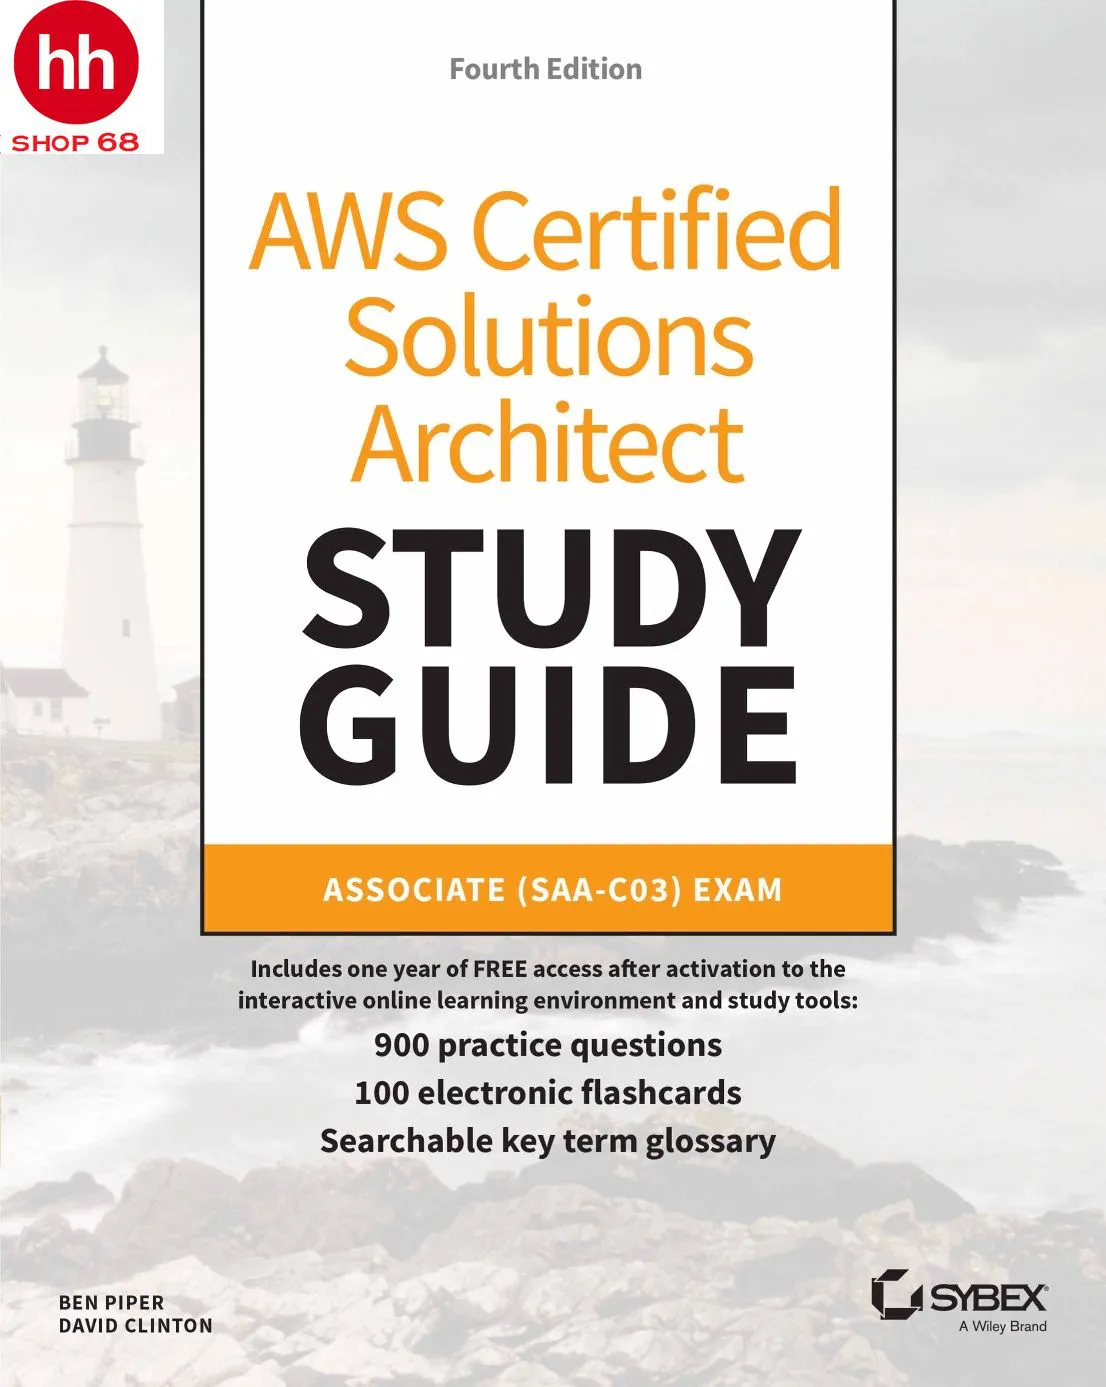 hh
SHOP 68
Fourth Edition
AWS Certified
Solutions
Architect
STUDY
GUIDE
ASSOCIATE (SAA-C03) EXAM
Includes one year of FREE access after activation to the
interactive online learning environment and study tools:
900 practice questions
100 electronic flashcards
Searchable key term glossary
BEN PIPER
DAVID CLINTON
SYBEX®
A Wiley Brand